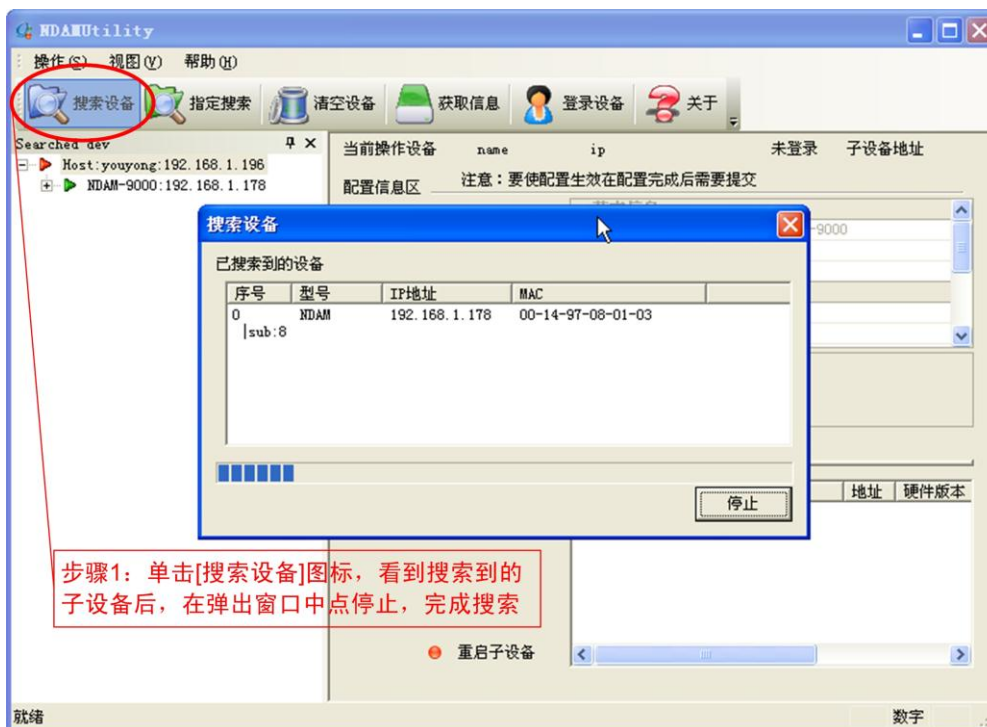 NDAMUtility
操作(S) 视图(V) 帮助(H)
搜索设备 指定搜索 清空设备 获取信息 登录设备 关于
Searched dev
Host:youyong:192.168.1.196
NDAM-9000:192.168.1.178
当前操作设备 name ip 未登录 子设备地址
配置信息区 注意：要使配置生效在配置完成后需要提交
-9000
搜索设备
已搜索到的设备
序号 型号 IP地址 MAC
0 NDAM 192.168.1.178 00-14-97-08-01-03
|sub:8
停止
地址 硬件版本
步骤1：单击[搜索设备]图标，看到搜索到的
子设备后，在弹出窗口中点停止，完成搜索
重启子设备
就绪 数字